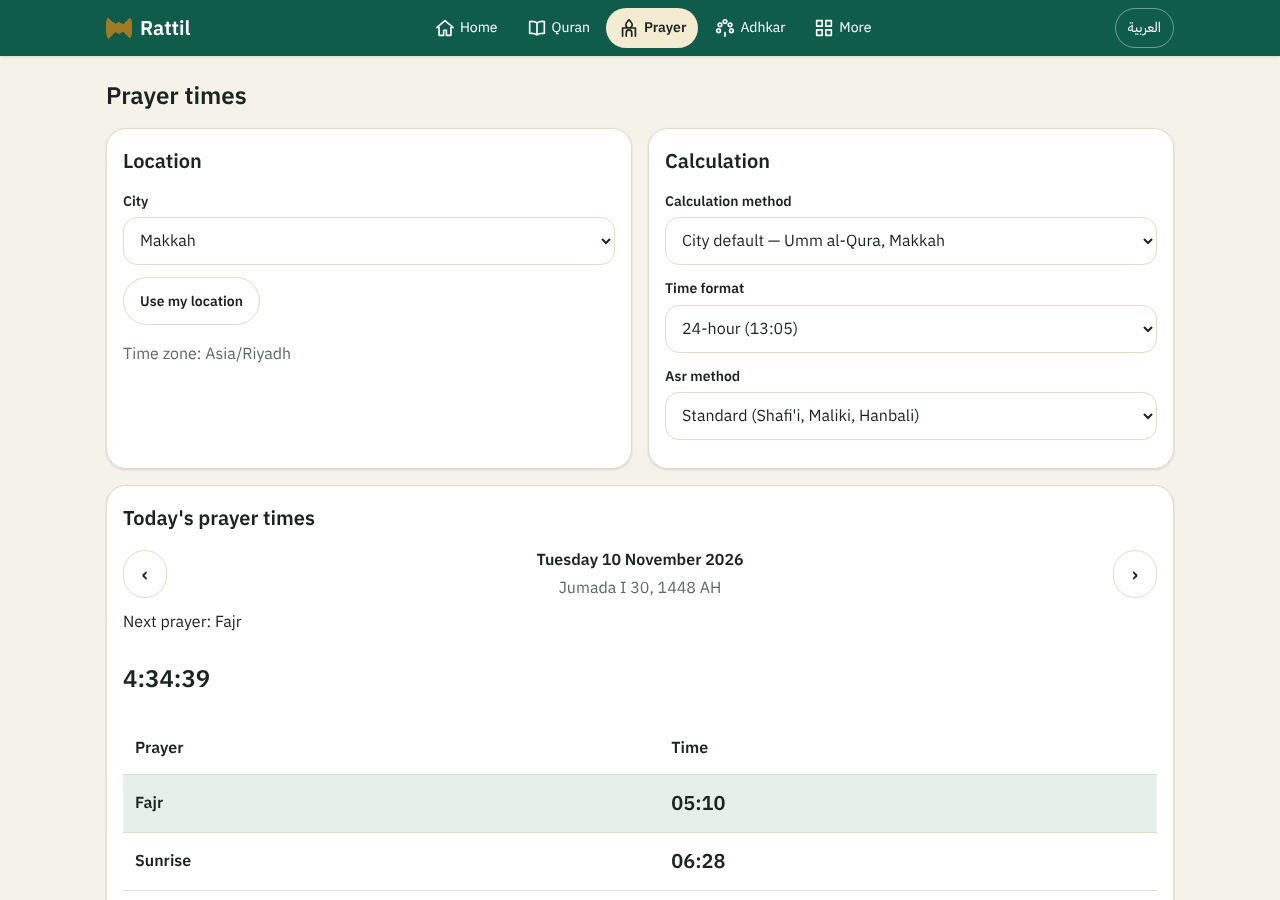 Rattil
Home
Quran
Prayer
Adhkar
More
العربية
Prayer times
Location
City
Makkah
Use my location
Time zone: Asia/Riyadh
Calculation
Calculation method
City default — Umm al-Qura, Makkah
Time format
24-hour (13:05)
Asr method
Standard (Shafi'i, Maliki, Hanbali)
Today's prayer times
‹
Tuesday 10 November 2026
Jumada I 30, 1448 AH
›
Next prayer: Fajr
4:34:39
Prayer Time
Fajr 05:10
Sunrise 06:28